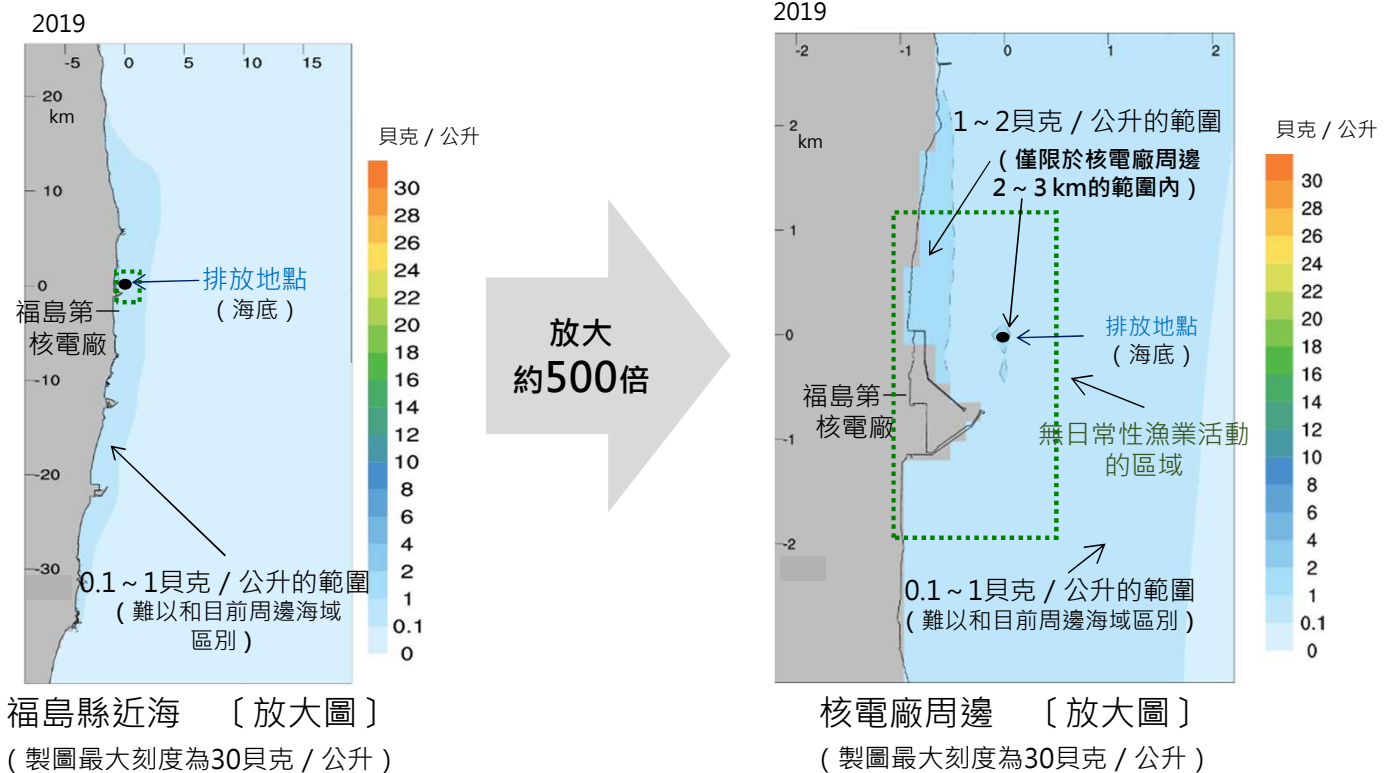 2019
-5 0 5 10 15
20
km
10
0
-10
-20
-30
排放地點
(海底)
福島第一
核電廠
0.1~1貝克/公升的範圍
(難以和目前周邊海域
區別)
貝克/公升
30
28
26
24
22
20
18
16
14
12
10
8
6
4
2
1
0.1
0
福島縣近海 〔放大圖〕
(製圖最大刻度為30貝克/公升)
放大
約500倍
2019
-2 -1 0 1 2
2
km
1
0
-1
-2
1~2貝克/公升的範圍
(僅限於核電廠周邊
2~3 km的範圍內)
排放地點
(海底)
福島第一
核電廠
無日常性漁業活動
的區域
0.1~1貝克/公升的範圍
(難以和目前周邊海域區別)
貝克/公升
30
28
26
24
22
20
18
16
14
12
10
8
6
4
2
1
0.1
0
核電廠周邊 〔放大圖〕
(製圖最大刻度為30貝克/公升)